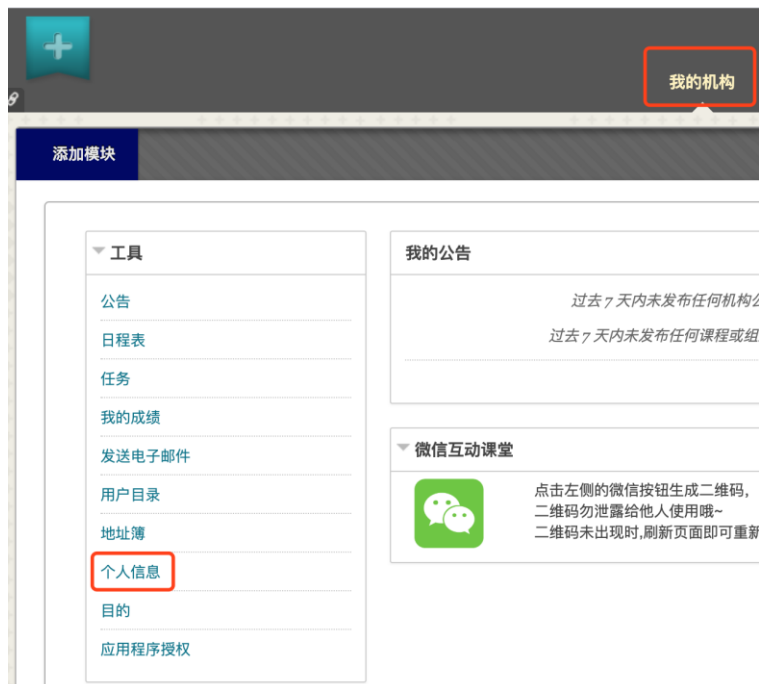 我的机构
添加模块
工具
公告
日程表
任务
我的成绩
发送电子邮件
用户目录
地址簿
个人信息
目的
应用程序授权
我的公告
过去 7 天内未发布任何机构公
过去 7 天内未发布任何课程或组
微信互动课堂
点击左侧的微信按钮生成二维码,
二维码勿泄露给他人使用哦~
二维码未出现时,刷新页面即可重新